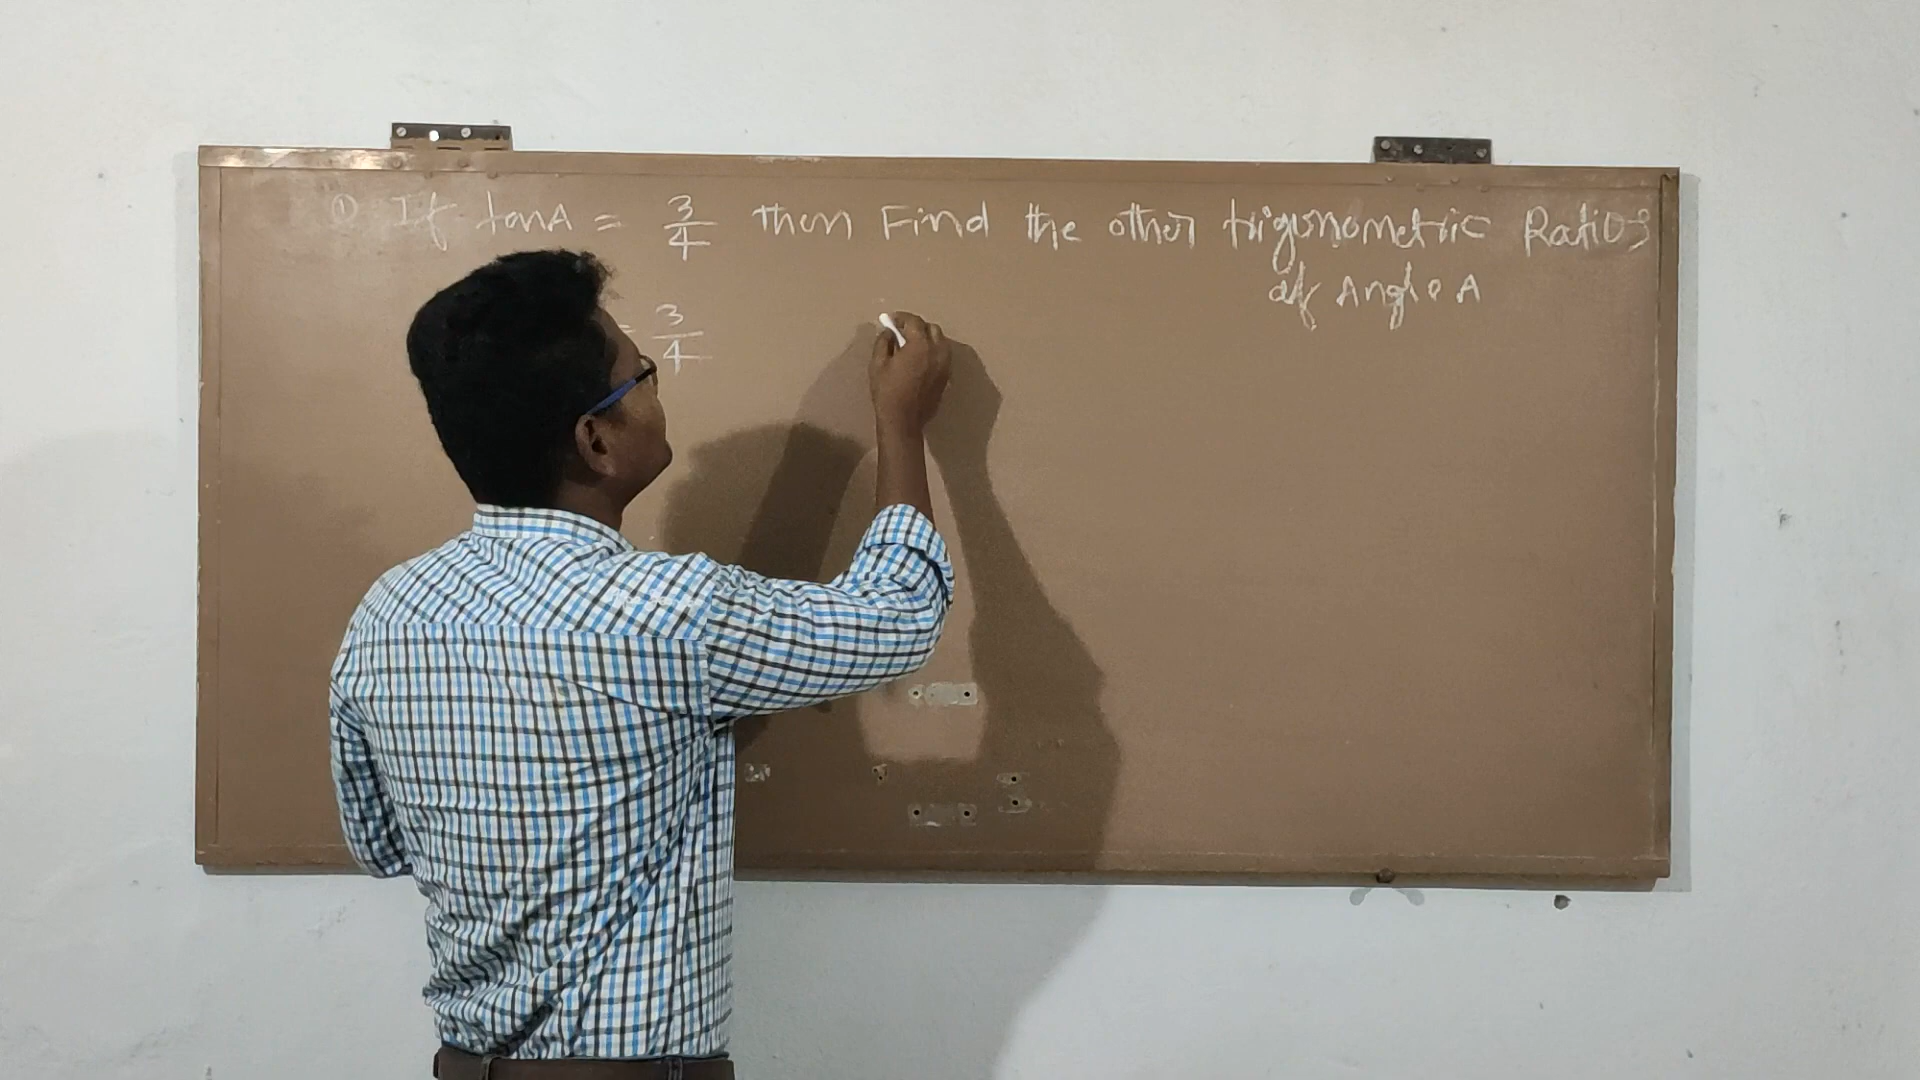 ① If tanA = 3/4 then Find the other trigonometric Ratios
of Angle A
= 3/4